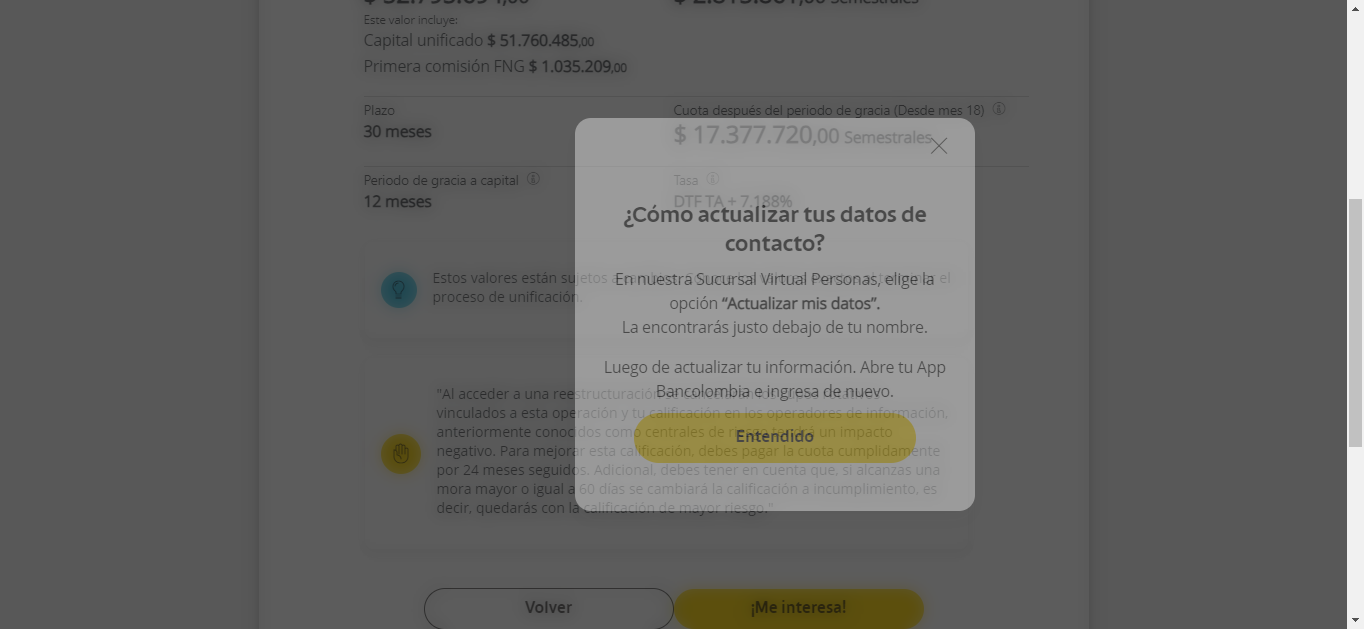 Este valor incluye:
Capital unificado $ 51.760.485,00
Primera comisión FNG $ 1.035.209,00
Plazo
30 meses
Cuota después del periodo de gracia (Desde mes 18)
$ 17.377.720,00 Semestrales
Periodo de gracia a capital
12 meses
Tasa
DTF TA + 7.188%
Estos valores están sujetos a
proceso de unificación.
¿Cómo actualizar tus datos de
contacto?
En nuestra Sucursal Virtual Personas, elige la
opción “Actualizar mis datos”.
La encontrarás justo debajo de tu nombre.
Luego de actualizar tu información. Abre tu App
Bancolombia e ingresa de nuevo.
Entendido
"Al acceder a una reestructuración
vinculados a esta operación y tu calificación en los operadores de información,
anteriormente conocidos como centrales de riesgo tendrá un impacto
negativo. Para mejorar esta calificación, debes pagar la cuota cumplidamente
por 24 meses seguidos. Adicional, debes tener en cuenta que, si alcanzas una
mora mayor o igual a 60 días se cambiará la calificación a incumplimiento, es
decir, quedarás con la calificación de mayor riesgo."
Volver
¡Me interesa!